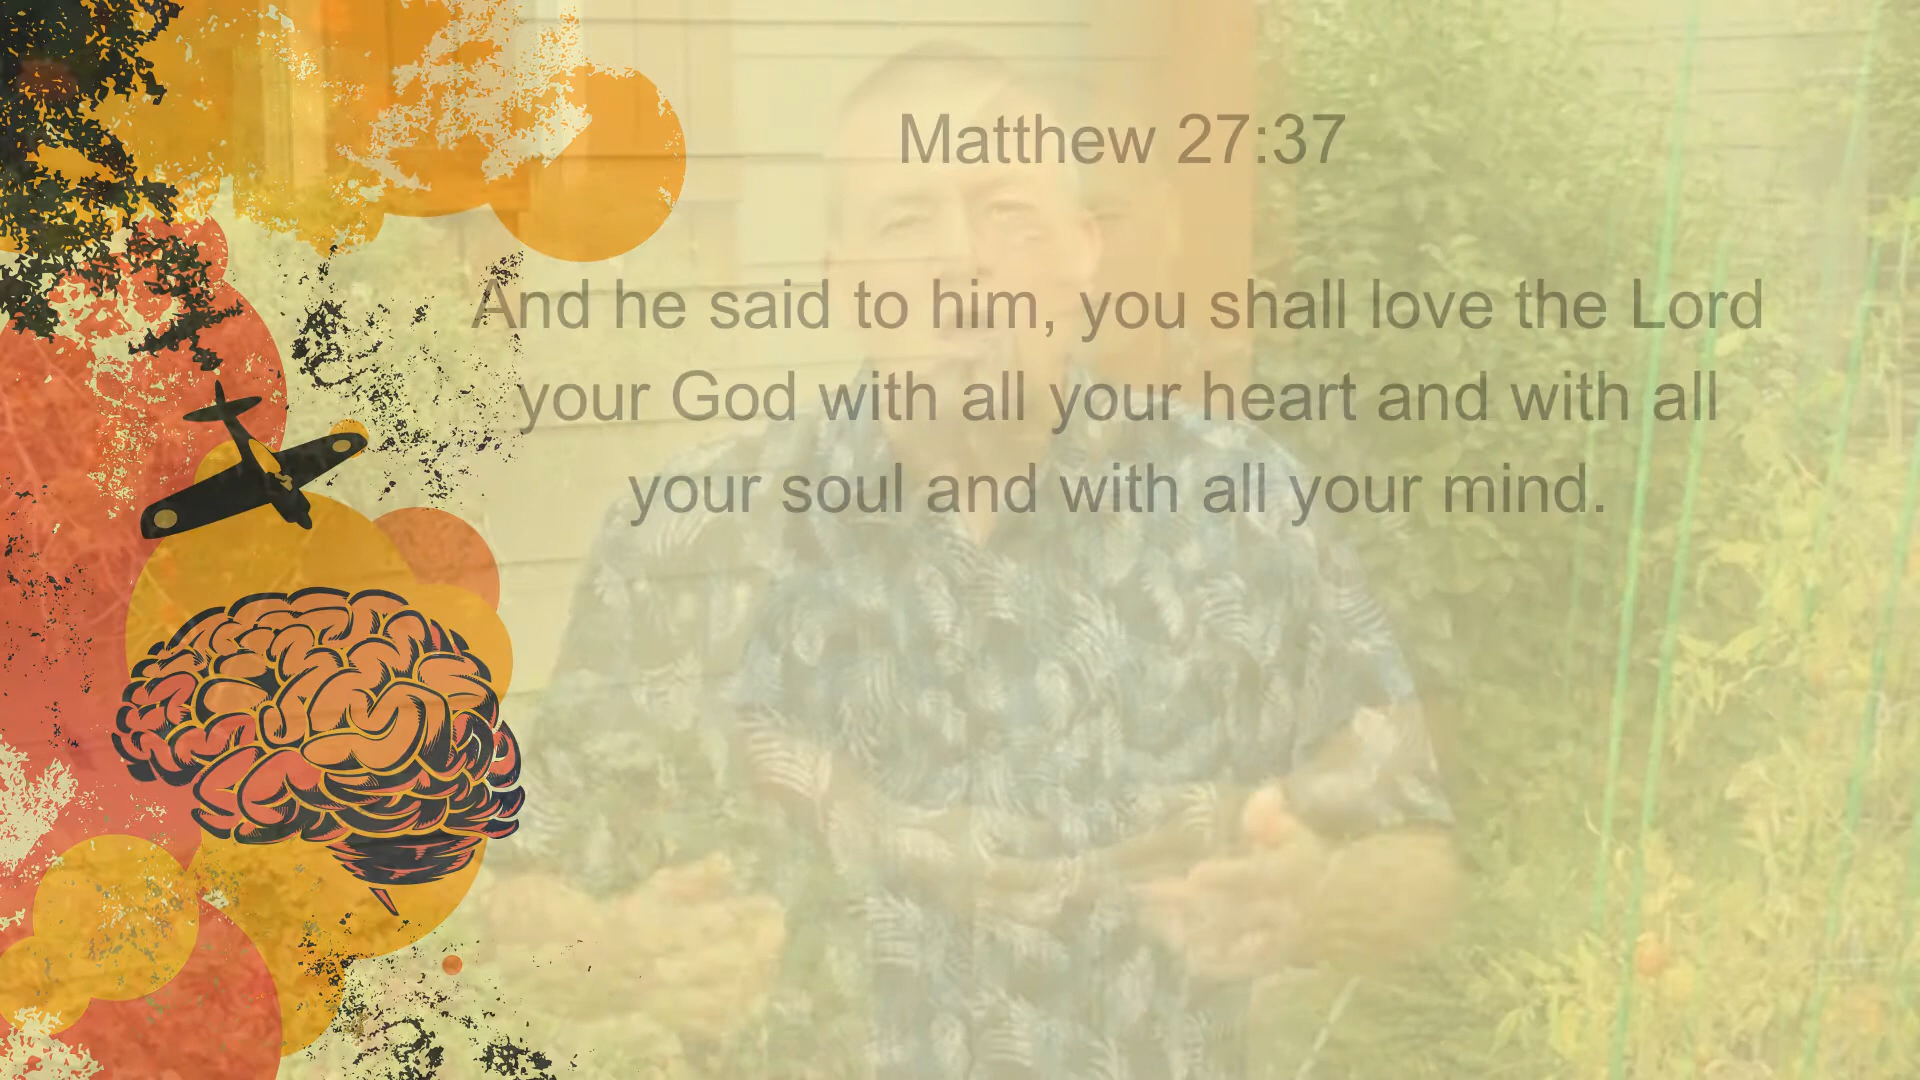 Matthew 27:37
And he said to him, you shall love the Lord
your God with all your heart and with all
your soul and with all your mind.